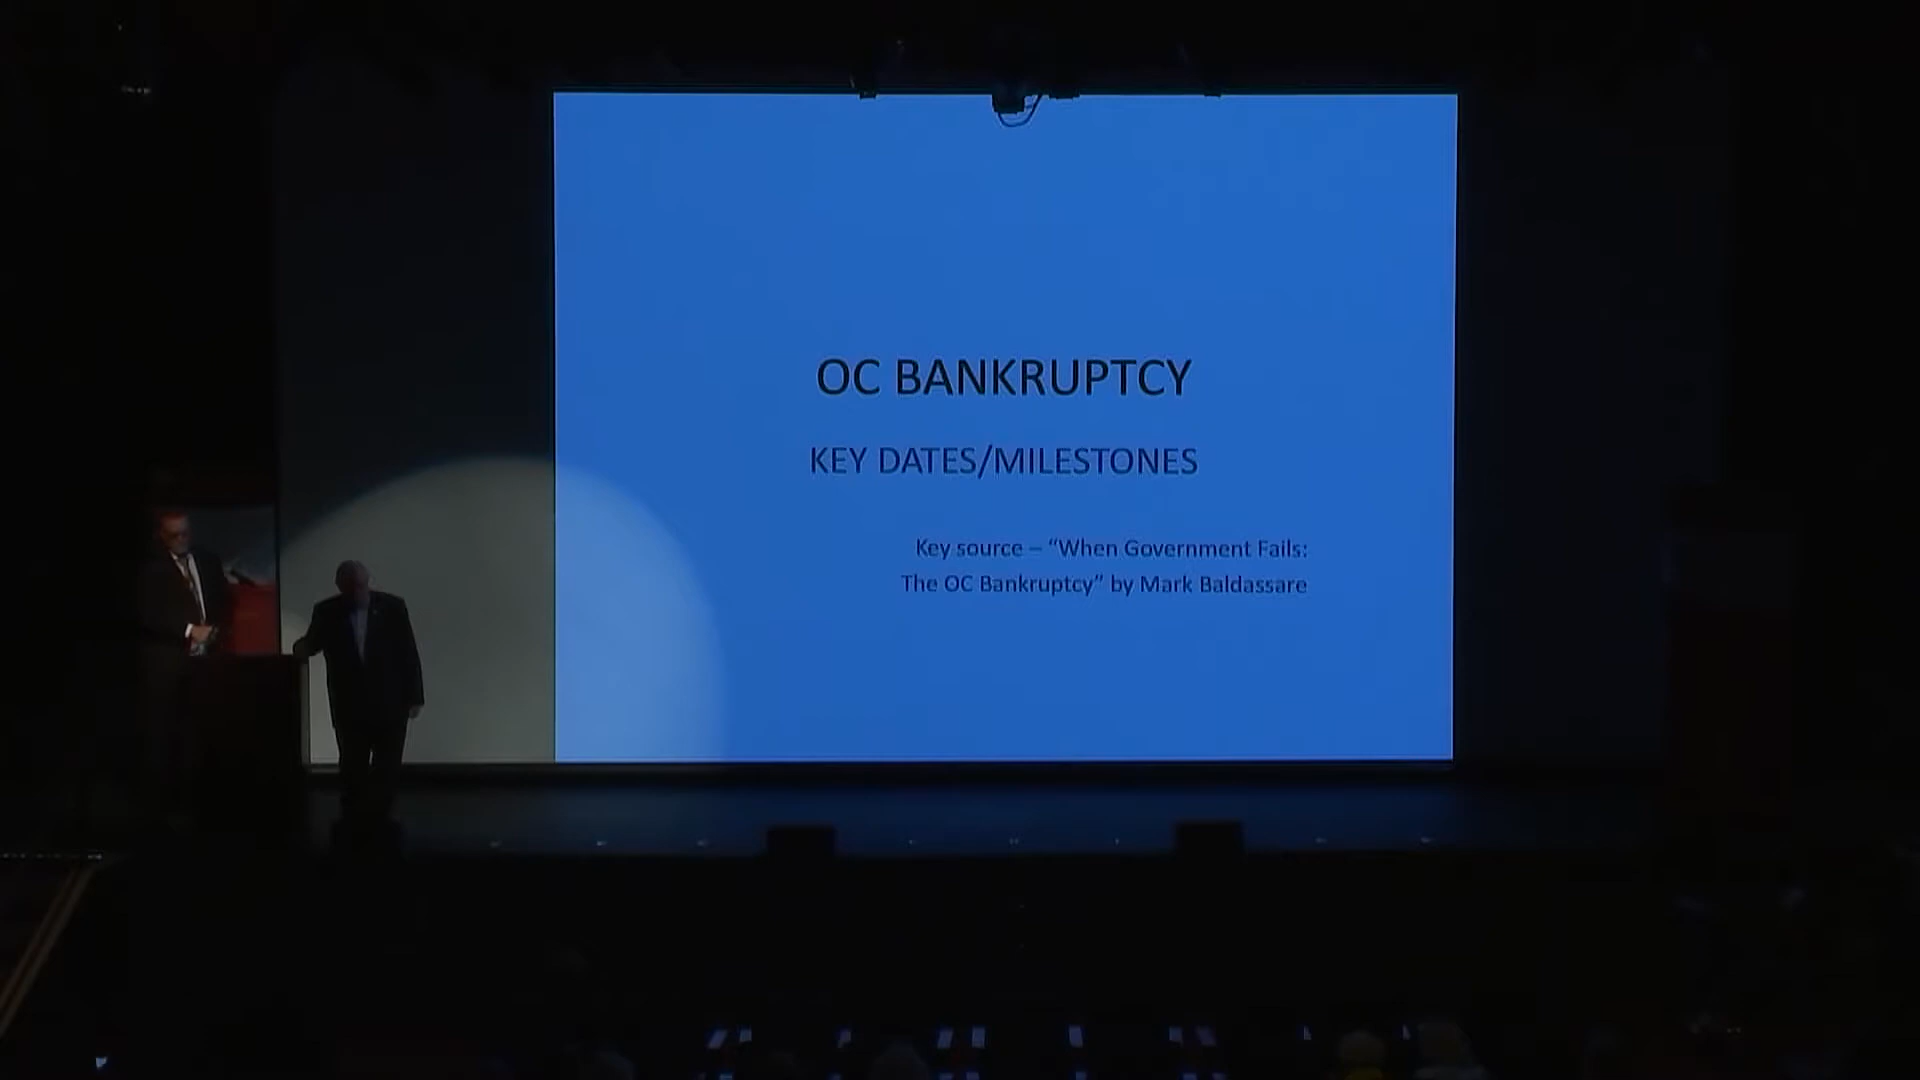 OC BANKRUPTCY
KEY DATES/MILESTONES
Key source – “When Government Fails:
The OC Bankruptcy” by Mark Baldassare